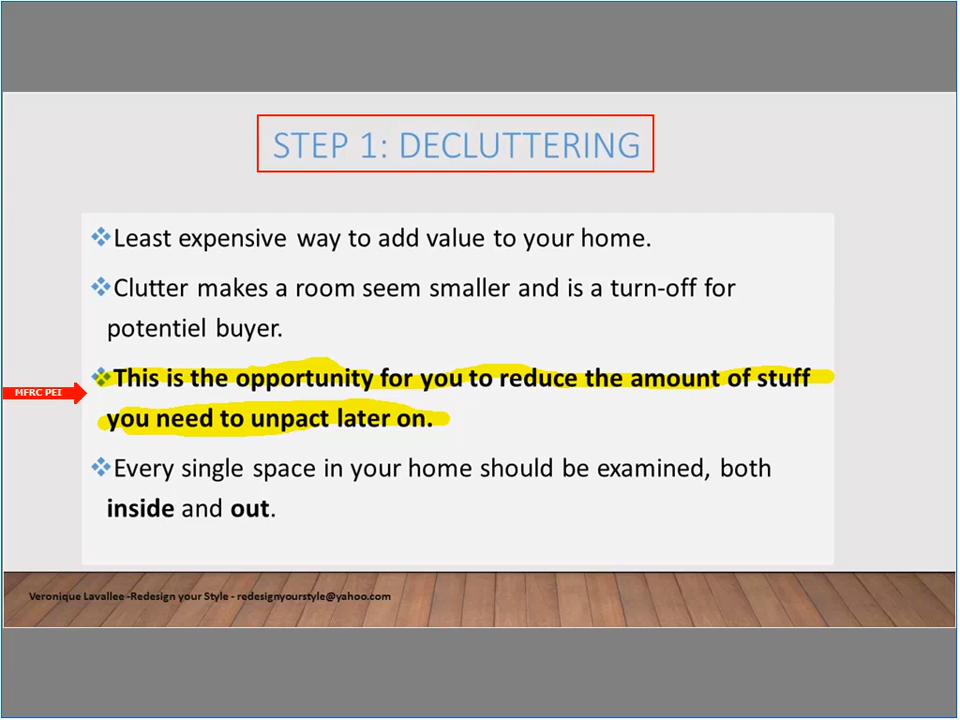 STEP 1: DECLUTTERING
❖Least expensive way to add value to your home.
❖Clutter makes a room seem smaller and is a turn-off for
potentiel buyer.
❖This is the opportunity for you to reduce the amount of stuff
MFRC PEI
you need to unpact later on.
❖Every single space in your home should be examined, both
inside and out.
Veronique Lavallee -Redesign your Style - redesignyourstyle@yahoo.com